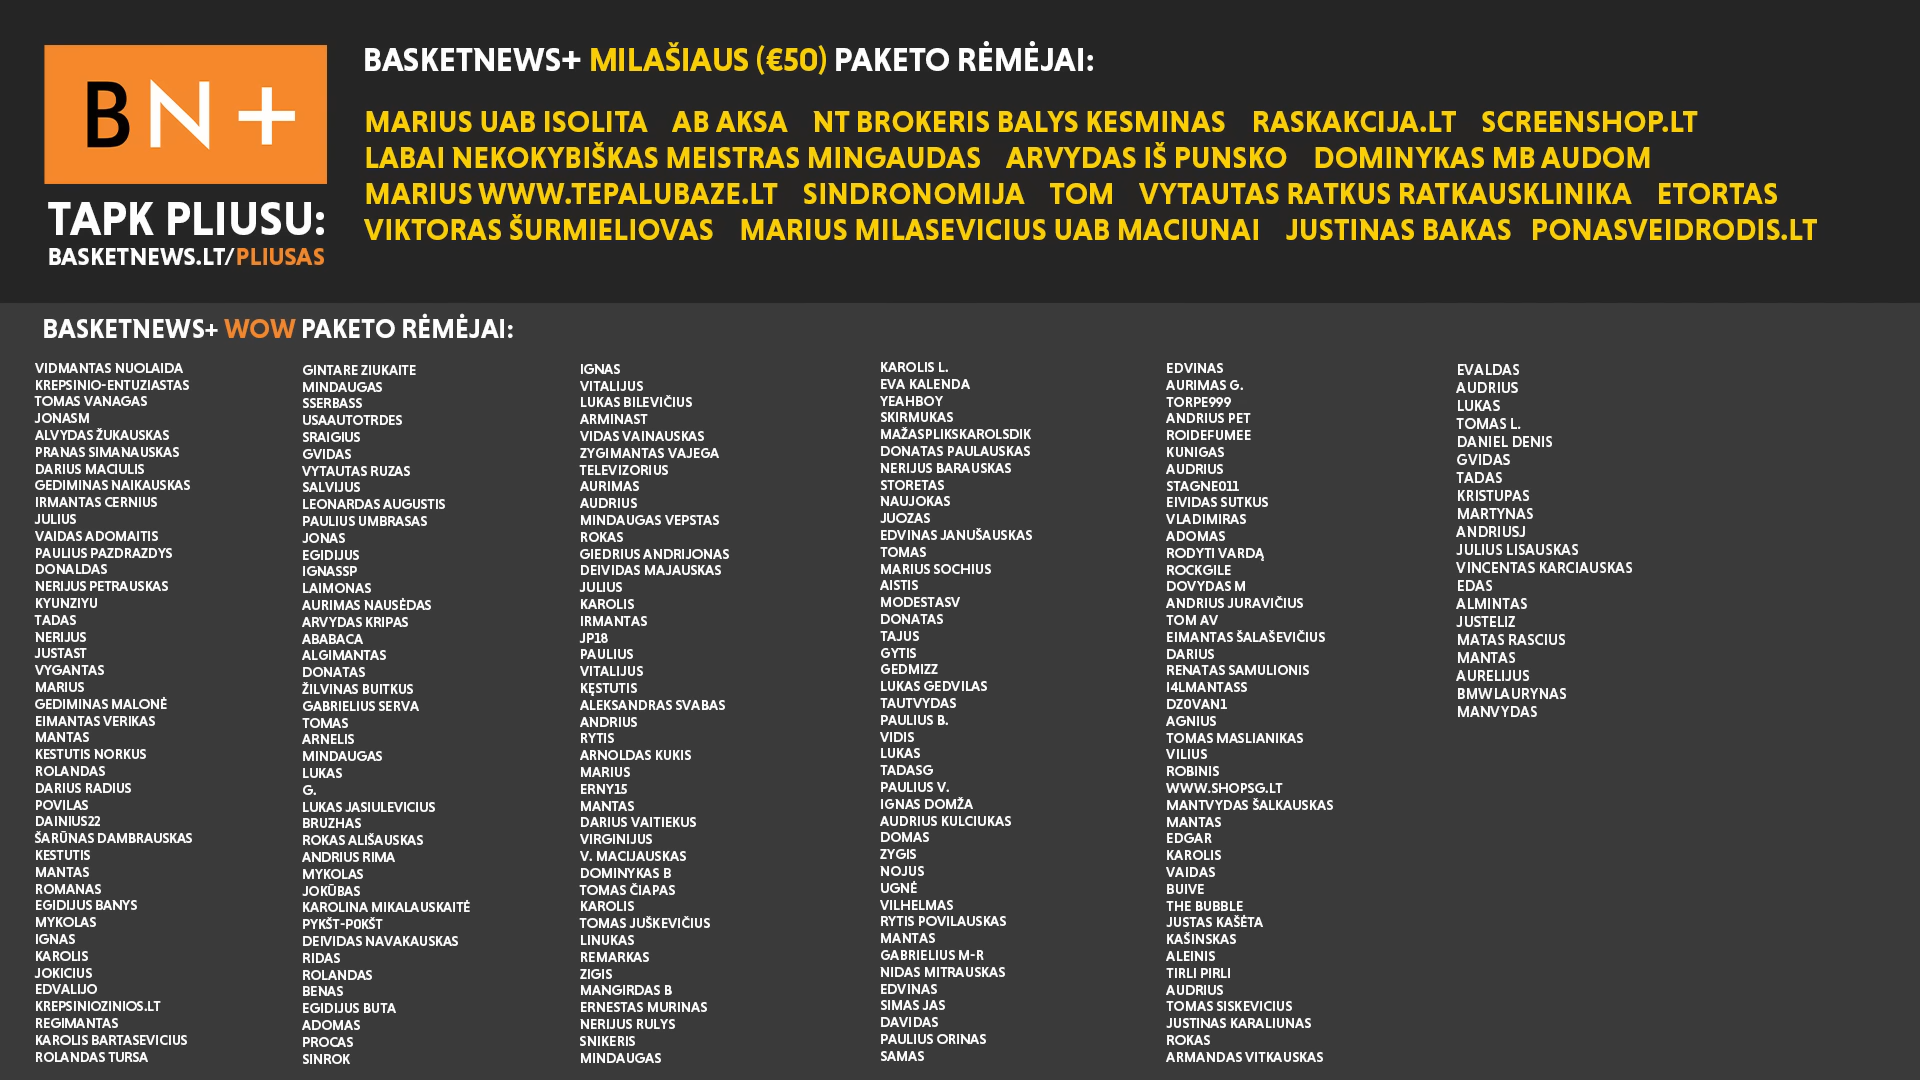 BN+
TAPK PLIUSU:
BASKETNEWS.LT/PLIUSAS
BASKETNEWS+ MILAŠIAUS (€50) PAKETO RĖMĖJAI:
MARIUS UAB ISOLITA AB AKSA NT BROKERIS BALYS KESMINAS RASKAKCIJA.LT SCREENSHOP.LT
LABAI NEKOKYBIŠKAS MEISTRAS MINGAUDAS ARVYDAS IŠ PUNSKO DOMINYKAS MB AUDOM
MARIUS WWW.TEPALUBAZE.LT SINDRONOMIJA TOM VYTAUTAS RATKUS RATKAUSKLINIKA ETORTAS
VIKTORAS ŠURMIELIOVAS MARIUS MILASEVICIUS UAB MACIUNAI JUSTINAS BAKAS PONASVEIDRODIS.LT
BASKETNEWS+ WOW PAKETO RĖMĖJAI:
VIDMANTAS NUOLAIDA
KREPSINIO-ENTUZIASTAS
TOMAS VANAGAS
JONASM
ALVYDAS ŽUKAUSKAS
PRANAS SIMANAUSKAS
DARIUS MACIULIS
GEDIMINAS NAIKAUSKAS
IRMANTAS CERNIUS
JULIUS
VAIDAS ADOMAITIS
PAULIUS PAZDRAZDYS
DONALDAS
NERIJUS PETRAUSKAS
KYUNZIYU
TADAS
NERIJUS
JUSTAST
VYGANTAS
MARIUS
GEDIMINAS MALONĖ
EIMANTAS VERIKAS
MANTAS
KESTUTIS NORKUS
ROLANDAS
DARIUS RADIUS
POVILAS
DAINIUS22
ŠARŪNAS DAMBRAUSKAS
KESTUTIS
MANTAS
ROMANAS
EGIDIJUS BANYS
MYKOLAS
IGNAS
KAROLIS
JOKICIUS
EDVALIJO
KREPSINIOZINIOS.LT
REGIMANTAS
KAROLIS BARTASEVICIUS
ROLANDAS TURSA
GINTARE ZIUKAITE
MINDAUGAS
SSERBASS
USAAUTOTRDES
SRAIGIUS
GVIDAS
VYTAUTAS RUZAS
SALVIJUS
LEONARDAS AUGUSTIS
PAULIUS UMBRASAS
JONAS
EGIDIJUS
IGNASSP
LAIMONAS
AURIMAS NAUSĖDAS
ARVYDAS KRIPAS
ABABACA
ALGIMANTAS
DONATAS
ŽILVINAS BUITKUS
GABRIELIUS SERVA
TOMAS
ARNELIS
MINDAUGAS
LUKAS
G.
LUKAS JASIULEVICIUS
BRUZHAS
ROKAS ALIŠAUSKAS
ANDRIUS RIMA
MYKOLAS
JOKŪBAS
KAROLINA MIKALAUSKAITĖ
PYKŠT-P0KŠT
DEIVIDAS NAVAKAUSKAS
RIDAS
ROLANDAS
BENAS
EGIDIJUS BUTA
ADOMAS
PROCAS
SINROK
IGNAS
VITALIJUS
LUKAS BILEVIČIUS
ARMINAST
VIDAS VAINAUSKAS
ZYGIMANTAS VAJEGA
TELEVIZORIUS
AURIMAS
AUDRIUS
MINDAUGAS VEPSTAS
ROKAS
GIEDRIUS ANDRIJONAS
DEIVIDAS MAJAUSKAS
JULIUS
KAROLIS
IRMANTAS
JP18
PAULIUS
VITALIJUS
KĘSTUTIS
ALEKSANDRAS SVABAS
ANDRIUS
RYTIS
ARNOLDAS KUKIS
MARIUS
ERNY15
MANTAS
DARIUS VAITIEKUS
VIRGINIJUS
V. MACIJAUSKAS
DOMINYKAS B
TOMAS ČIAPAS
KAROLIS
TOMAS JUŠKEVIČIUS
LINUKAS
REMARKAS
ZIGIS
MANGIRDAS B
ERNESTAS MURINAS
NERIJUS RULYS
SNIKERIS
MINDAUGAS
KAROLIS L.
EVA KALENDA
YEAHBOY
SKIRMUKAS
MAŽASPLIKSKAROLSDIK
DONATAS PAULAUSKAS
NERIJUS BARAUSKAS
STORETAS
NAUJOKAS
JUOZAS
EDVINAS JANUŠAUSKAS
TOMAS
MARIUS SOCHIUS
AISTIS
MODESTASV
DONATAS
TAJUS
GYTIS
GEDMIZZ
LUKAS GEDVILAS
TAUTVYDAS
PAULIUS B.
VIDIS
LUKAS
TADASG
PAULIUS V.
IGNAS DOMŽA
AUDRIUS KULCIUKAS
DOMAS
ZYGIS
NOJUS
UGNĖ
VILHELMAS
RYTIS POVILAUSKAS
MANTAS
GABRIELIUS M-R
NIDAS MITRAUSKAS
EDVINAS
SIMAS JAS
DAVIDAS
PAULIUS ORINAS
SAMAS
EDVINAS
AURIMAS G.
TORPE999
ANDRIUS PET
ROIDEFUMEE
KUNIGAS
AUDRIUS
STAGNE011
EIVIDAS SUTKUS
VLADIMIRAS
ADOMAS
RODYTI VARDĄ
ROCKGILE
DOVYDAS M
ANDRIUS JURAVIČIUS
TOM AV
EIMANTAS ŠALAŠEVIČIUS
DARIUS
RENATAS SAMULIONIS
I4LMANTASS
DZ0VAN1
AGNIUS
TOMAS MASLIANIKAS
VILIUS
ROBINIS
WWW.SHOPSG.LT
MANTVYDAS ŠALKAUSKAS
MANTAS
EDGAR
KAROLIS
VAIDAS
BUIVE
THE BUBBLE
JUSTAS KAŠĖTA
KAŠINSKAS
ALEINIS
TIRLI PIRLI
AUDRIUS
TOMAS SISKEVICIUS
JUSTINAS KARALIUNAS
ROKAS
ARMANDAS VITKAUSKAS
EVALDAS
AUDRIUS
LUKAS
TOMAS L.
DANIEL DENIS
GVIDAS
TADAS
KRISTUPAS
MARTYNAS
ANDRIUSJ
JULIUS LISAUSKAS
VINCENTAS KARCIAUSKAS
EDAS
ALMINTAS
JUSTELIZ
MATAS RASCIUS
MANTAS
AURELIJUS
BMWLAURYNAS
MANVYDAS